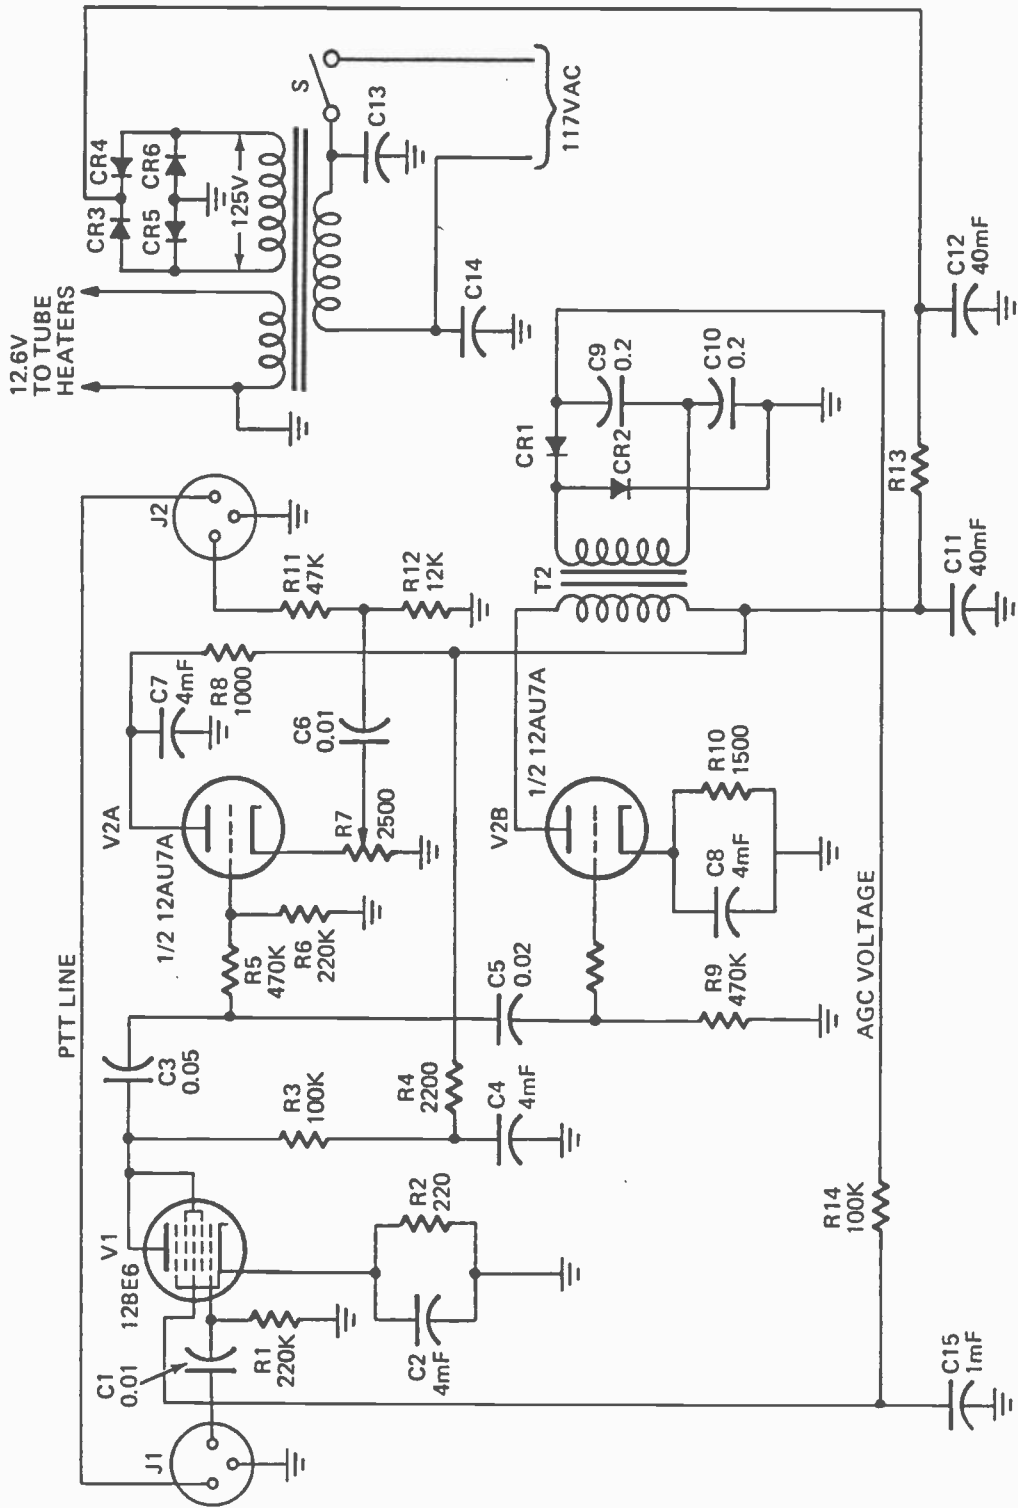 12.6V
TO TUBE
HEATERS
CR3
CR4
CR5
CR6
125V
S
C13
C14
117VAC
PTT LINE
J2
R11
47K
R12
12K
C7
4mF
R8
1000
C6
0.01
V2A
1/2 12AU7A
R7
2500
R5
470K
R6
220K
C3
0.05
R3
100K
R4
2200
C4
4mF
C5
0.02
R9
470K
V1
12BE6
C1
0.01
R1
220K
R2
220
C2
4mF
J1
V2B
1/2 12AU7A
R10
1500
C8
4mF
T2
CR1
CR2
C9
0.2
C10
0.2
R13
C12
40mF
C11
40mF
AGC VOLTAGE
R14
100K
C15
1mF